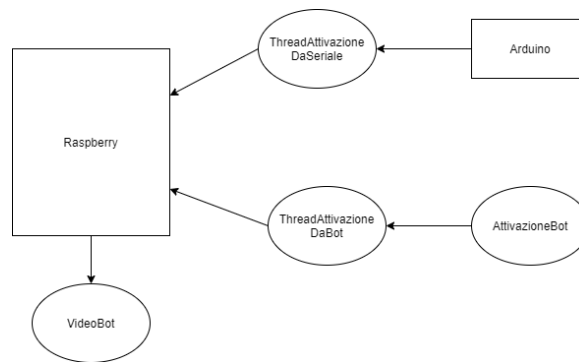 ThreadAttivazione
DaSeriale
Arduino
Raspberry
ThreadAttivazione
DaBot
AttivazioneBot
VideoBot